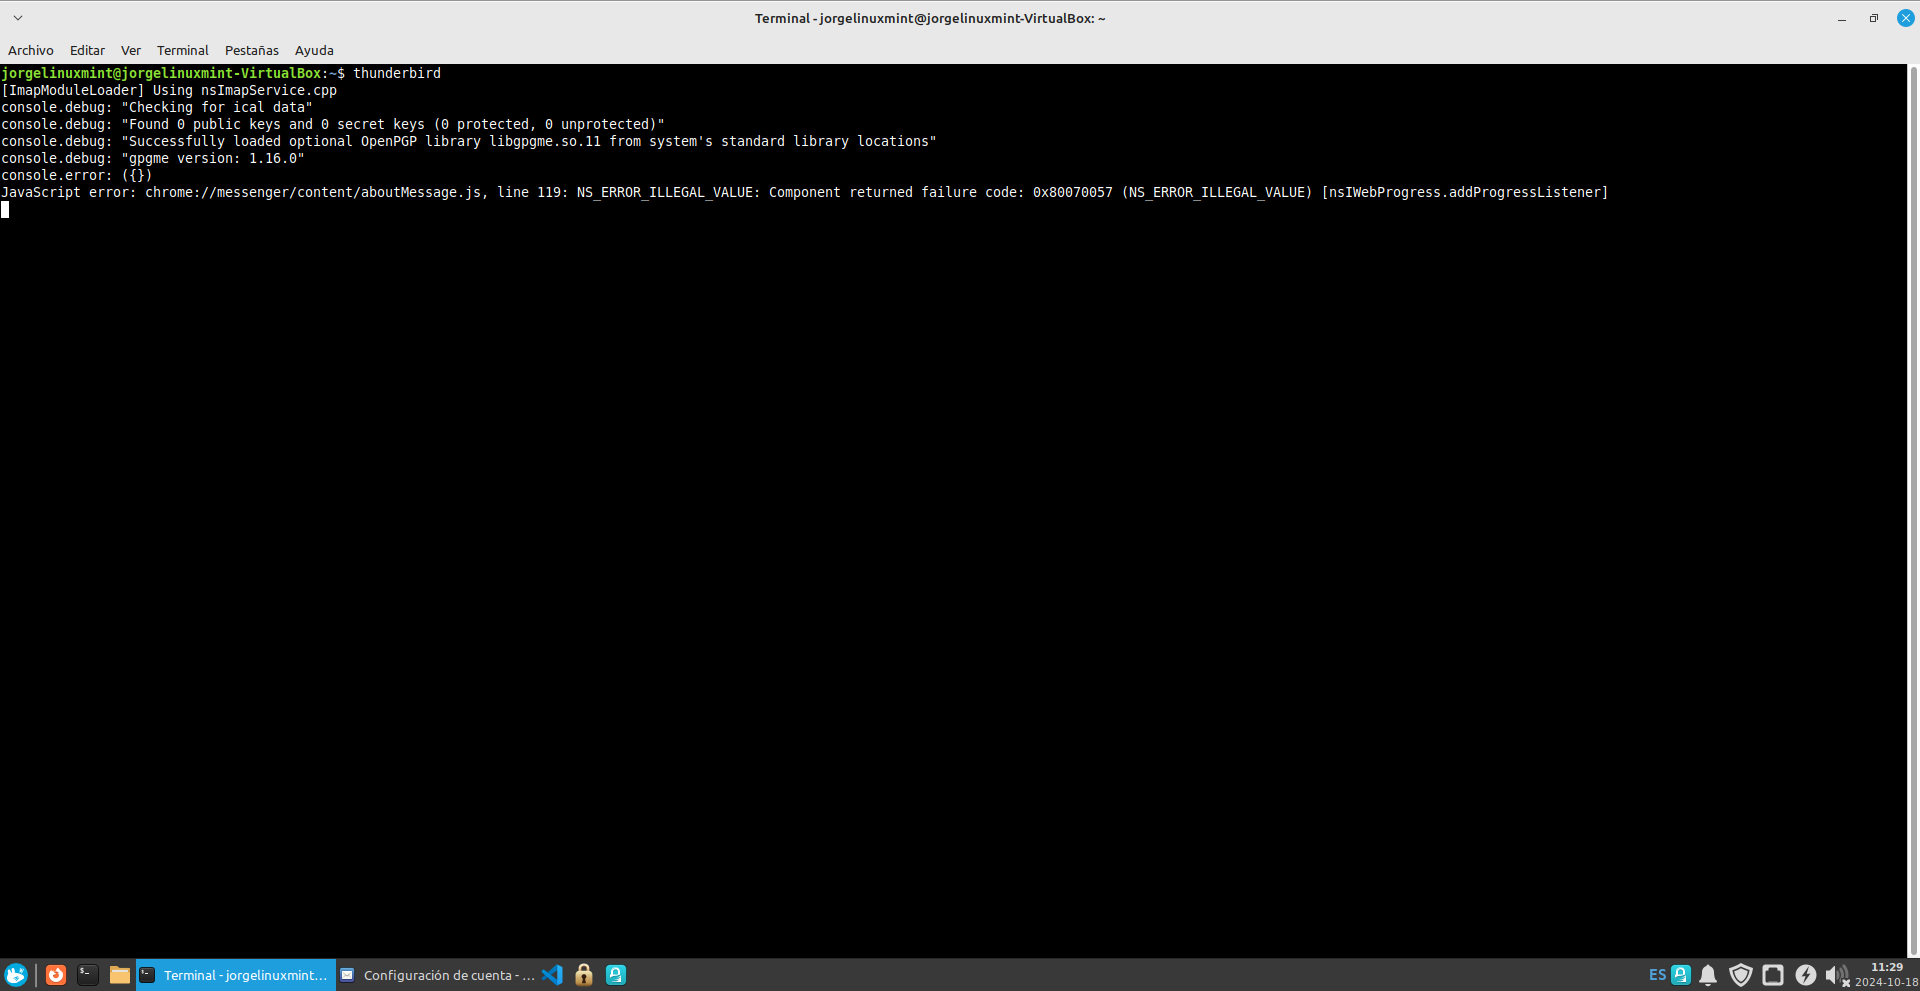 Terminal - jorgelinuxmint@jorgelinuxmint-VirtualBox: ~
Archivo Editar Ver Terminal Pestañas Ayuda
jorgelinuxmint@jorgelinuxmint-VirtualBox:~$ thunderbird
[ImapModuleLoader] Using nsImapService.cpp
console.debug: "Checking for ical data"
console.debug: "Found 0 public keys and 0 secret keys (0 protected, 0 unprotected)"
console.debug: "Successfully loaded optional OpenPGP library libgpgme.so.11 from system's standard library locations"
console.debug: "gpgme version: 1.16.0"
console.error: ({})
JavaScript error: chrome://messenger/content/aboutMessage.js, line 119: NS_ERROR_ILLEGAL_VALUE: Component returned failure code: 0x80070057 (NS_ERROR_ILLEGAL_VALUE) [nsIWebProgress.addProgressListener]
Terminal - jorgelinuxmint... Configuración de cuenta - ... ES 11:29
2024-10-18